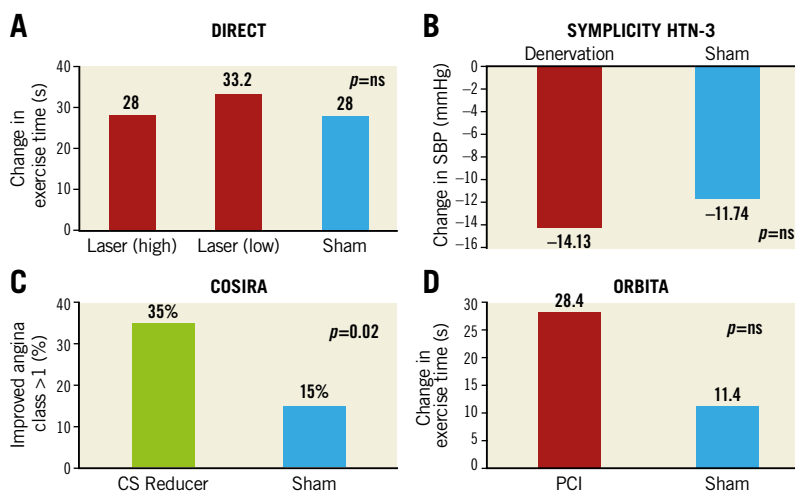 A
DIRECT
Change in
exercise time (s)
40
30
20
10
0
28
33.2
28
p=ns
Laser (high)
Laser (low)
Sham
B
SYMPLICITY HTN-3
Denervation
Sham
Change in SBP (mmHg)
0
−2
−4
−6
−8
−10
−12
−14
−16
−14.13
−11.74
p=ns
C
COSIRA
Improved angina
class >1 (%)
40
30
20
10
0
35%
15%
p=0.02
CS Reducer
Sham
D
ORBITA
Change in
exercise time (s)
30
25
20
15
10
5
0
28.4
11.4
p=ns
PCI
Sham